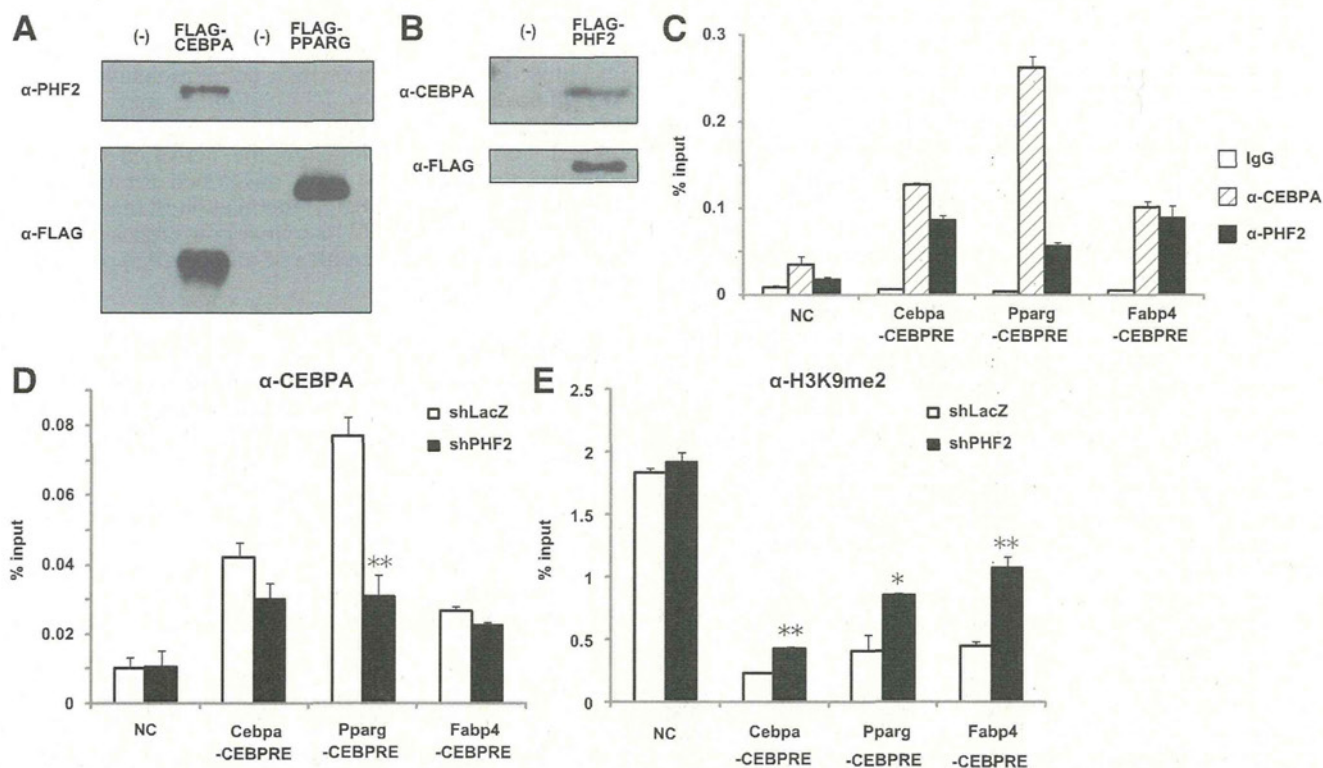 A
(-) FLAG-CEBPA (-) FLAG-PPARG
α-PHF2
α-FLAG
B
(-) FLAG-PHF2
α-CEBPA
α-FLAG
C
% input
0.3
0.2
0.1
0
NC
Cebpa
-CEBPRE
Pparg
-CEBPRE
Fabp4
-CEBPRE
IgG
α-CEBPA
α-PHF2
D
α-CEBPA
% input
0.08
0.06
0.04
0.02
0
shLacZ
shPHF2
**
NC
Cebpa
-CEBPRE
Pparg
-CEBPRE
Fabp4
-CEBPRE
E
α-H3K9me2
% input
2.5
2
1.5
1
0.5
0
shLacZ
shPHF2
**
*
**
NC
Cebpa
-CEBPRE
Pparg
-CEBPRE
Fabp4
-CEBPRE